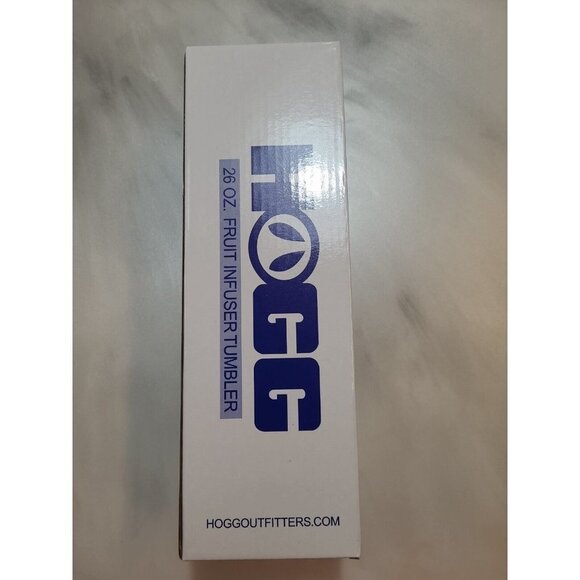 HOGG
26 OZ. FRUIT INFUSER TUMBLER
HOGGOUTFITTERS.COM